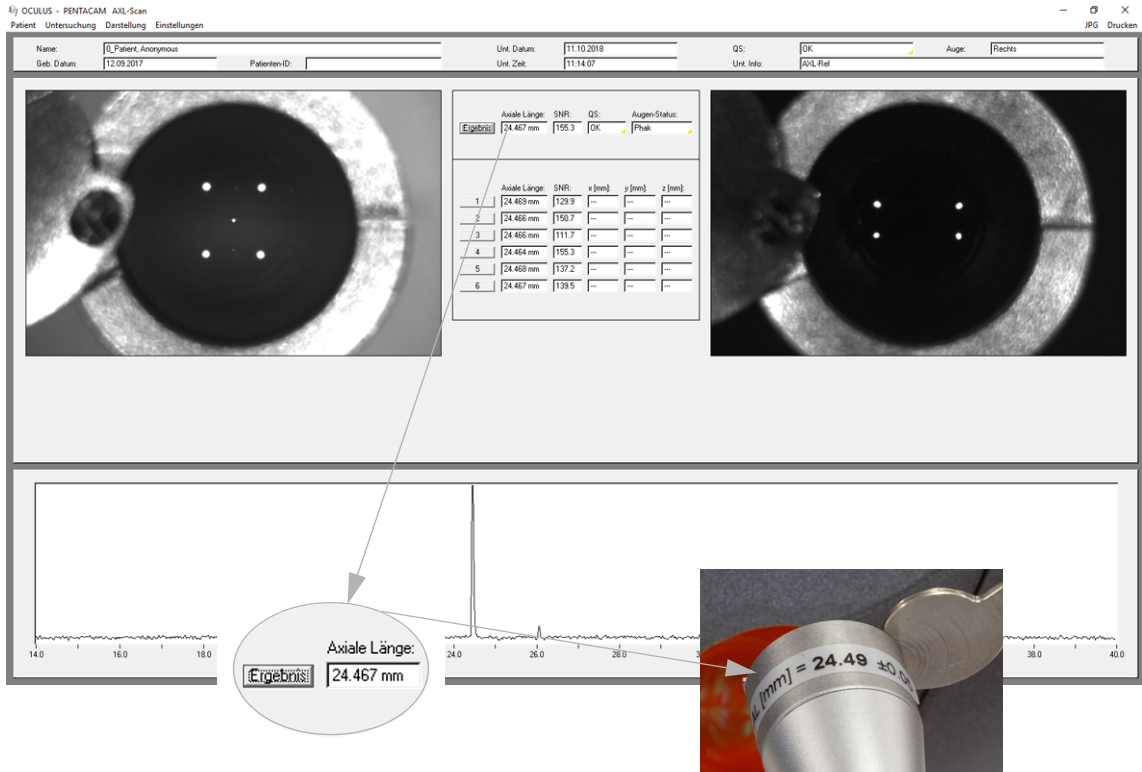 OCULUS - PENTACAM AXL-Scan
Patient Untersuchung Darstellung Einstellungen JPG Drucken
Name: 0_Patient, Anonymous Unt. Datum: 11.10.2018 QS: OK Auge: Rechts
Geb. Datum: 12.09.2017 Patienten-ID: Unt. Zeit: 11:14:07 Unt. Info: AXL-Ref
Axiale Länge: SNR: QS: Augen-Status:
Ergebnis 24.467 mm 155.3 OK Phak.
Axiale Länge: SNR: x [mm]: y [mm]: z [mm]:
1 24.469 mm 129.9 --- --- ---
2 24.466 mm 150.7 --- --- ---
3 24.466 mm 111.7 --- --- ---
4 24.464 mm 155.3 --- --- ---
5 24.468 mm 137.2 --- --- ---
6 24.467 mm 139.5 --- --- ---
14.0 16.0 18.0 24.0 26.0 28.0 38.0 40.0
Axiale Länge:
Ergebnis 24.467 mm
AL [mm] = 24.49 ±0.0